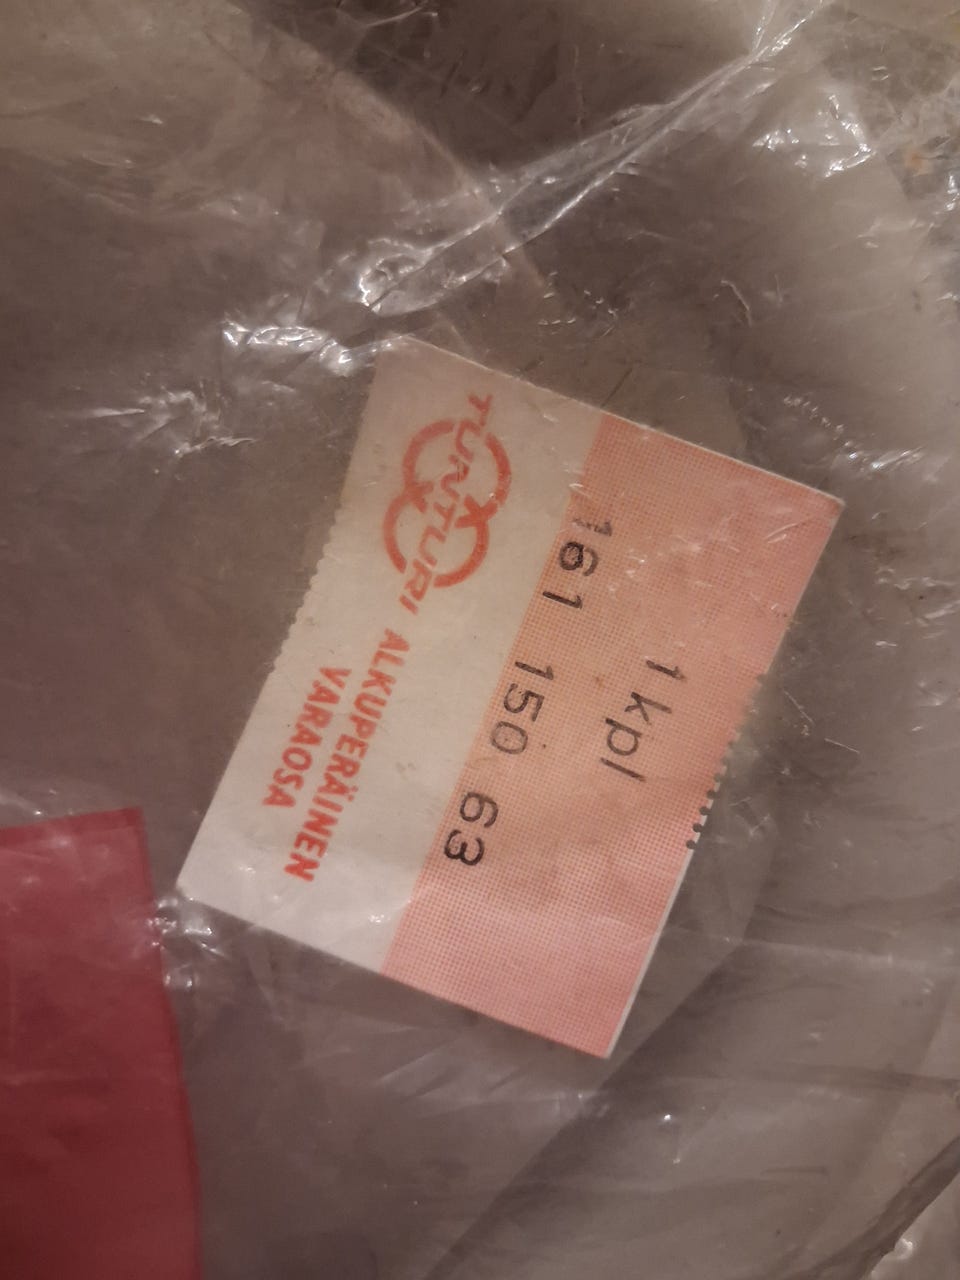 TUNTURI ALKUPERÄINEN
VARAOSA
161 150 63
1 kpl